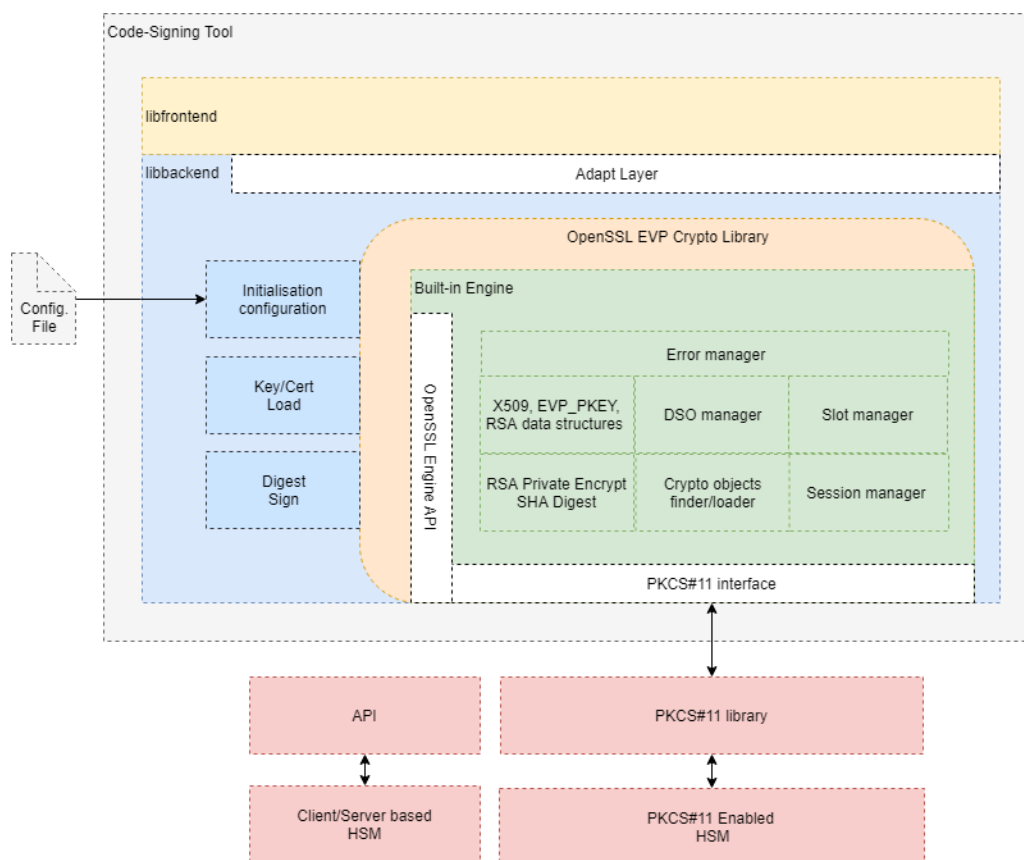 Code-Signing Tool
libfrontend
libbackend
Adapt Layer
OpenSSL EVP Crypto Library
Config.
File
Initialisation
configuration
Built-in Engine
Key/Cert
Load
Digest
Sign
OpenSSL Engine API
Error manager
X509, EVP_PKEY,
RSA data structures
DSO manager
Slot manager
RSA Private Encrypt
SHA Digest
Crypto objects
finder/loader
Session manager
PKCS#11 interface
API
PKCS#11 library
Client/Server based
HSM
PKCS#11 Enabled
HSM